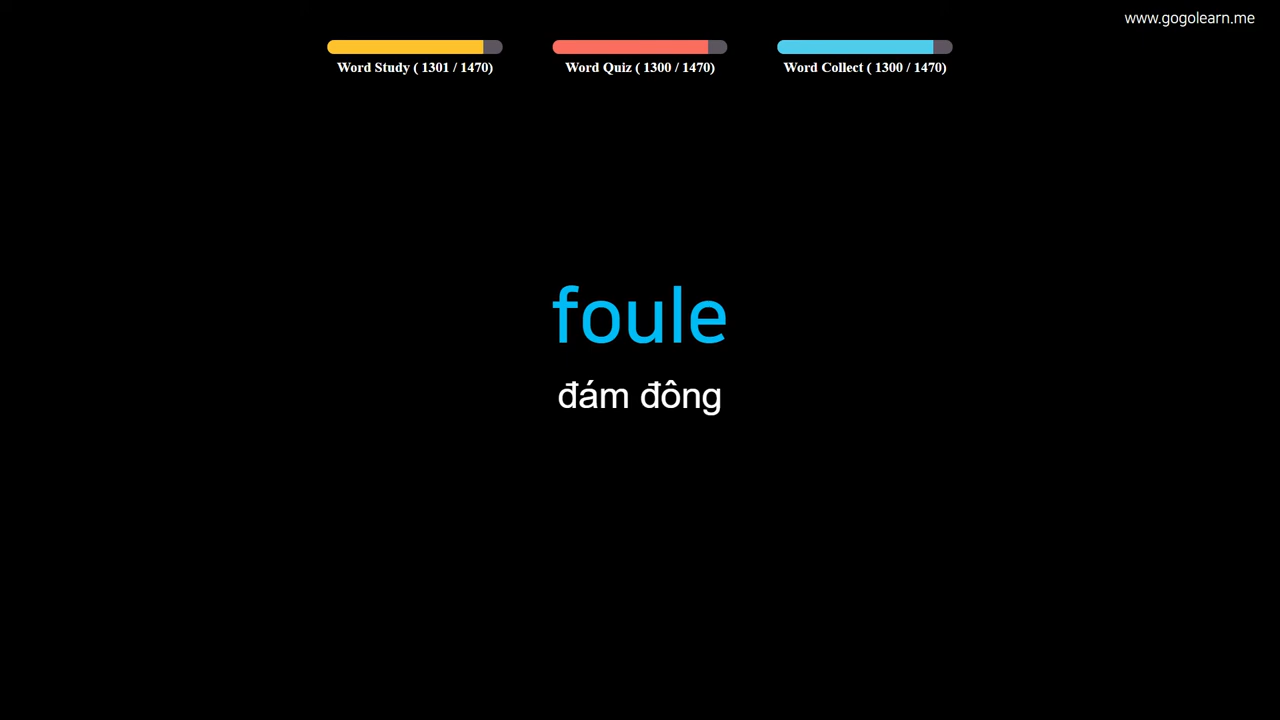 www.gogolearn.me
Word Study ( 1301 / 1470)
Word Quiz ( 1300 / 1470)
Word Collect ( 1300 / 1470)
foule
đám đông